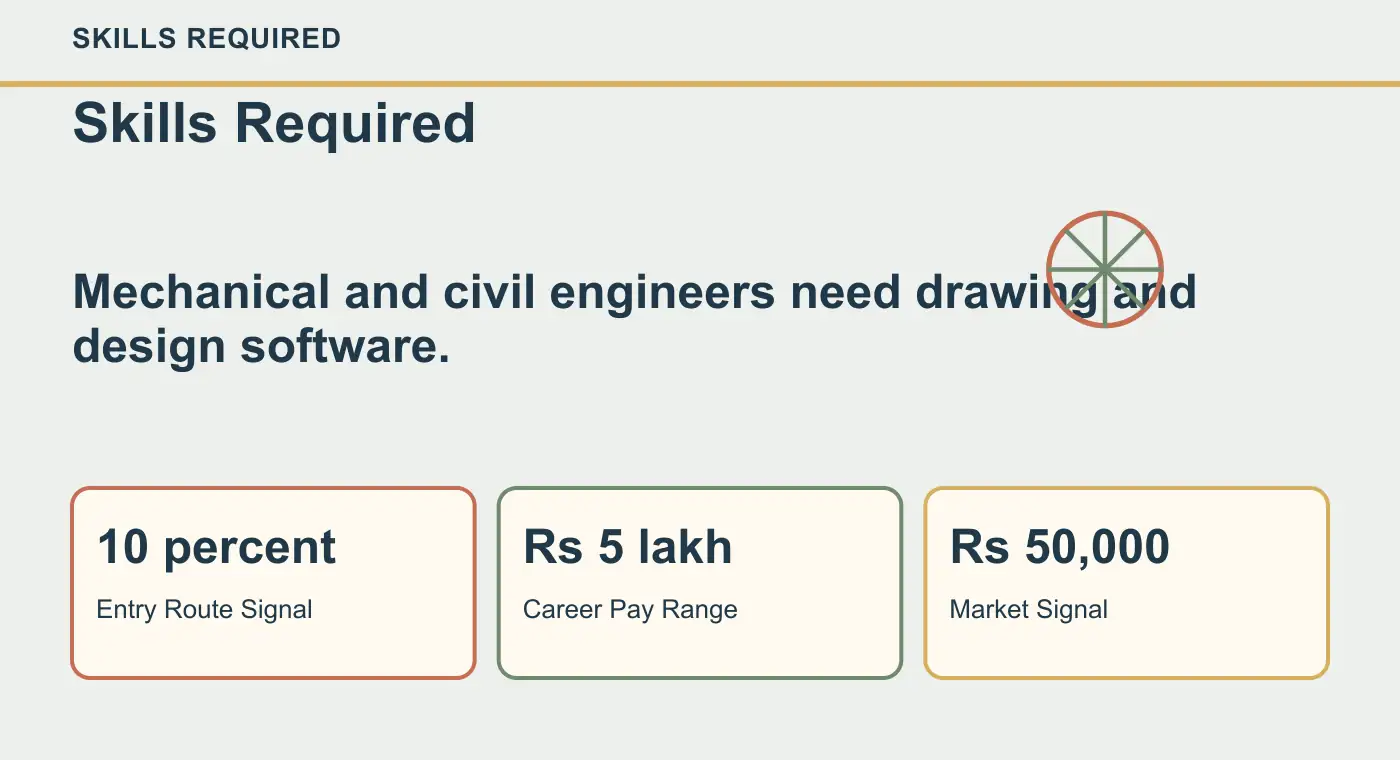 SKILLS REQUIRED
Skills Required
Mechanical and civil engineers need drawing and
design software.
10 percent
Entry Route Signal
Rs 5 lakh
Career Pay Range
Rs 50,000
Market Signal